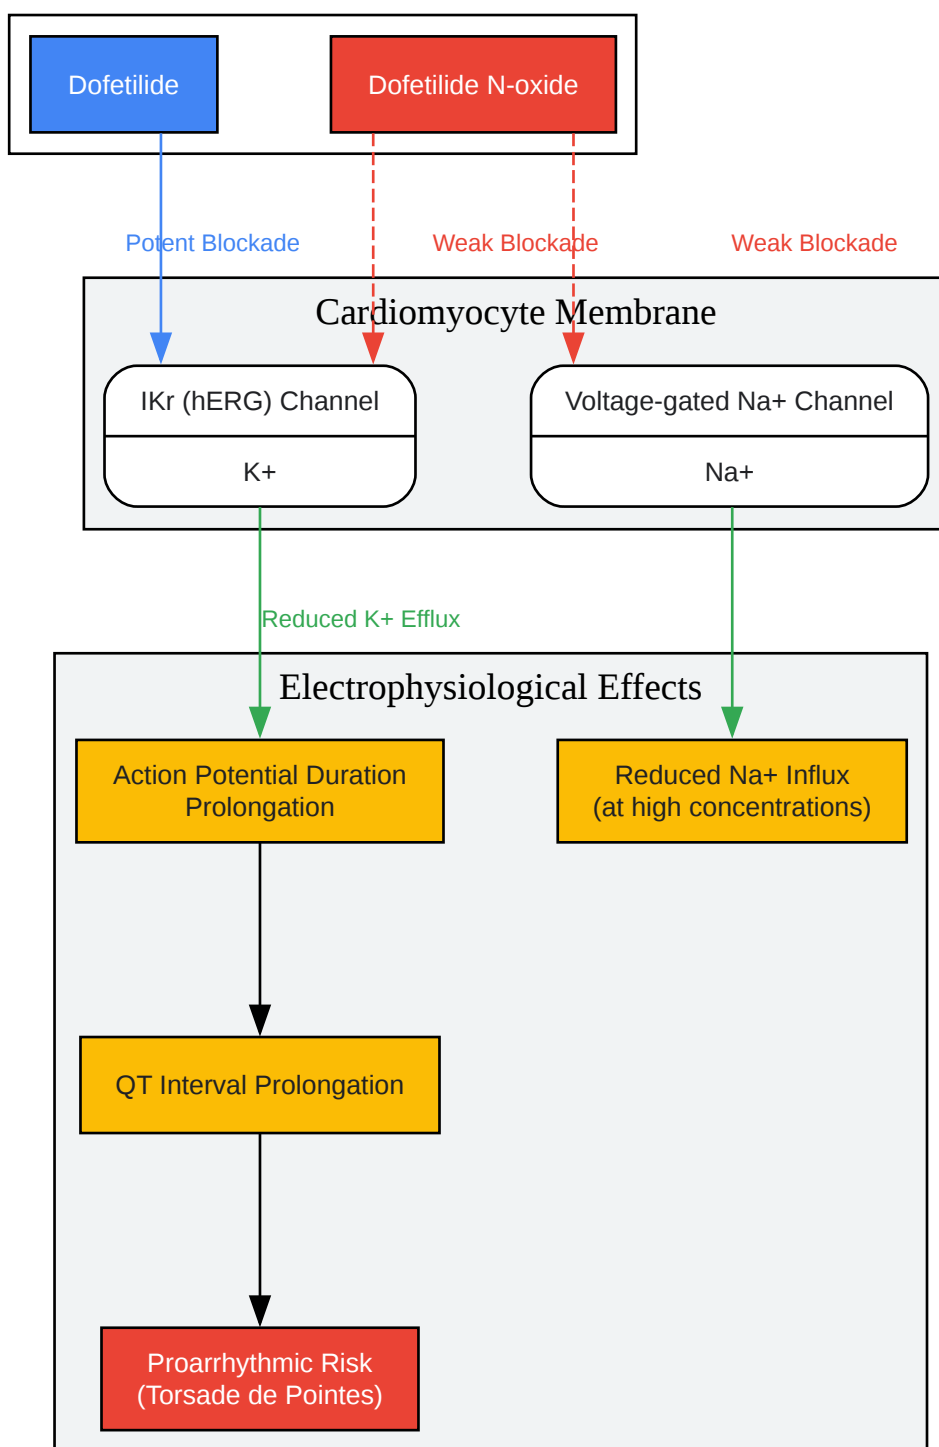 Dofetilide
Dofetilide N-oxide
Potent Blockade
Weak Blockade
Weak Blockade
Cardiomyocyte Membrane
IKr (hERG) Channel
K+
Voltage-gated Na+ Channel
Na+
Reduced K+ Efflux
Electrophysiological Effects
Action Potential Duration
Prolongation
Reduced Na+ Influx
(at high concentrations)
QT Interval Prolongation
Proarrhythmic Risk
(Torsade de Pointes)